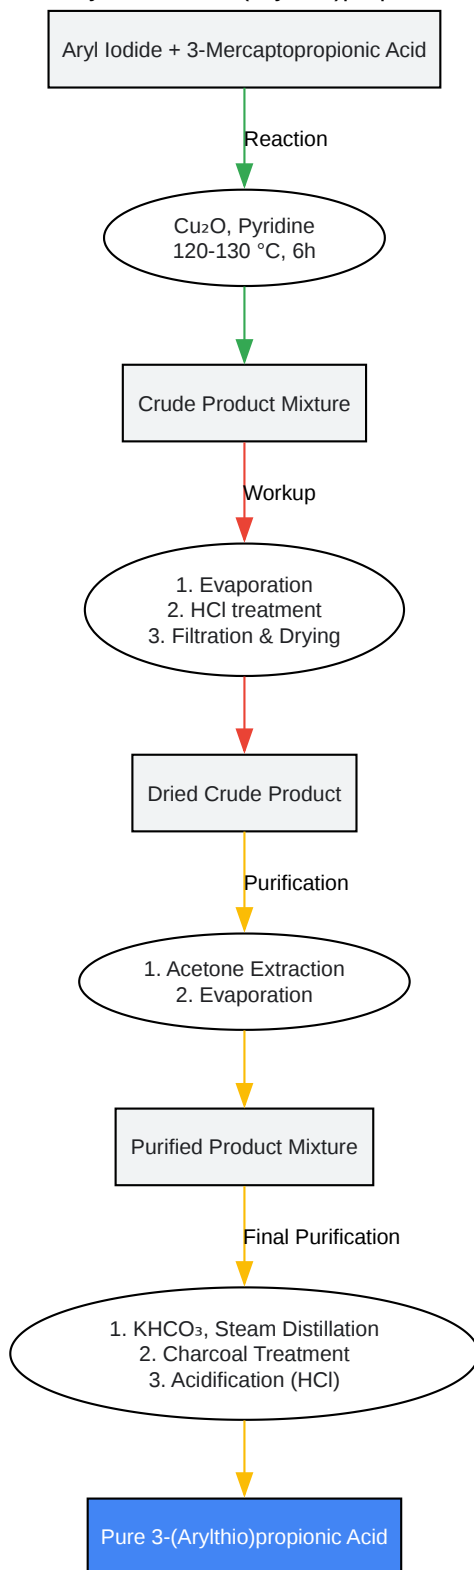 Aryl Iodide + 3-Mercaptopropionic Acid
Reaction
Cu₂O, Pyridine
120-130 °C, 6h
Crude Product Mixture
Workup
1. Evaporation
2. HCl treatment
3. Filtration & Drying
Dried Crude Product
Purification
1. Acetone Extraction
2. Evaporation
Purified Product Mixture
Final Purification
1. KHCO₃, Steam Distillation
2. Charcoal Treatment
3. Acidification (HCl)
Pure 3-(Arylthio)propionic Acid